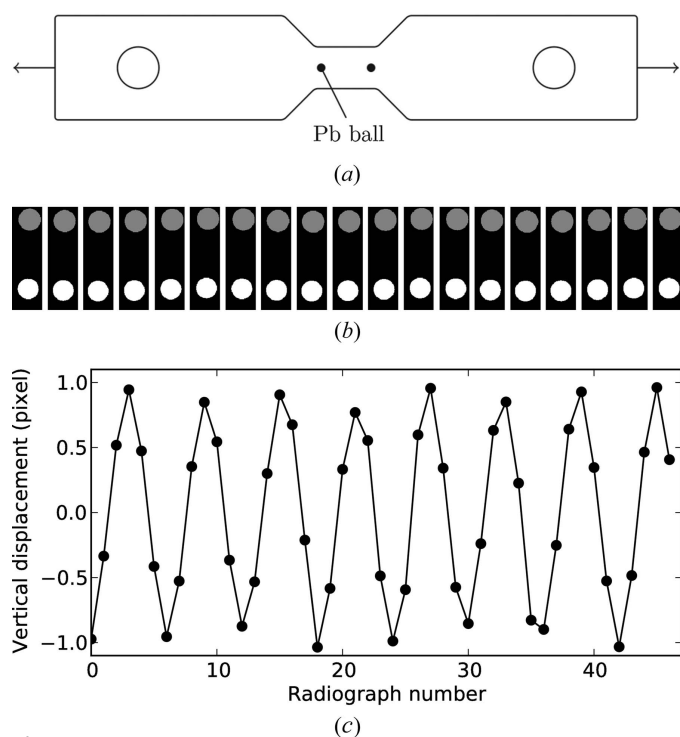 Pb ball
(a)
(b)
1.0
0.5
0.0
−0.5
−1.0
Vertical displacement (pixel)
0 10 20 30 40
Radiograph number
(c)